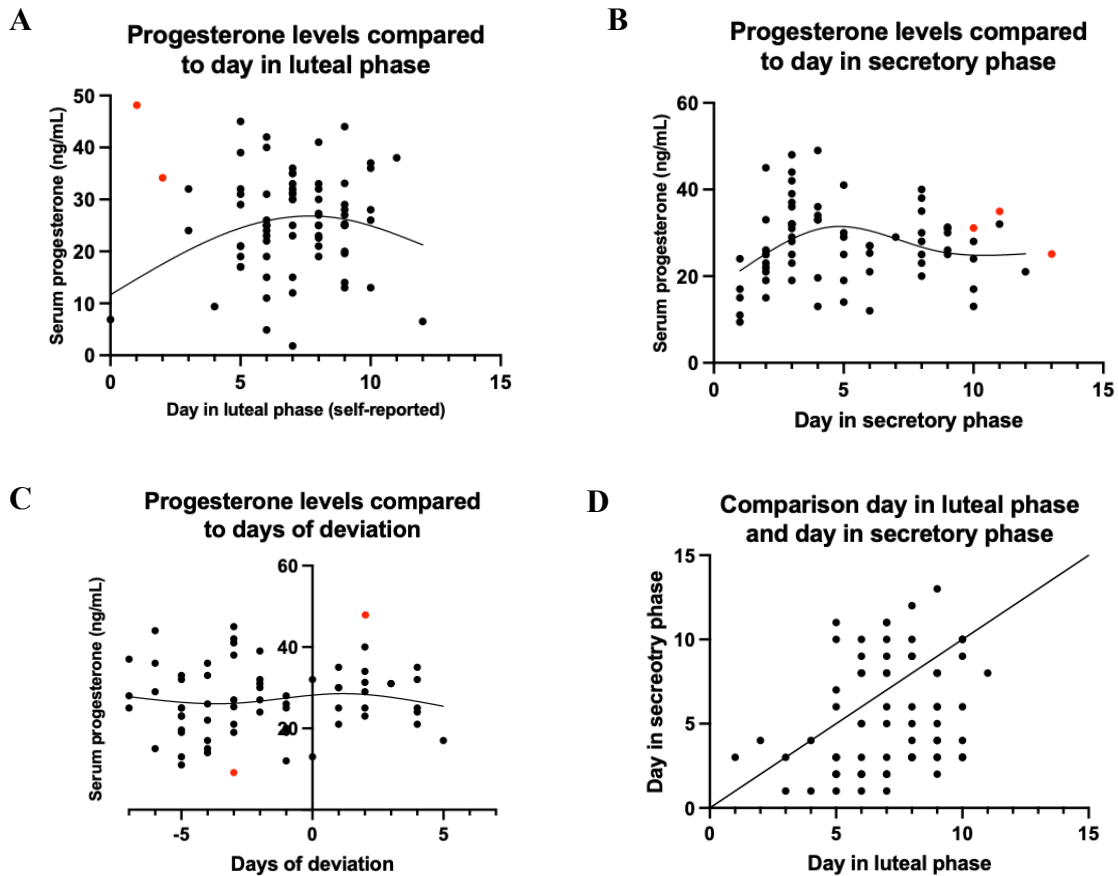 A
Progesterone levels compared
to day in luteal phase
Serum progesterone (ng/mL)
50
40
30
20
10
0
0
5
10
15
Day in luteal phase (self-reported)
B
Progesterone levels compared
to day in secretory phase
Serum progesterone (ng/mL)
60
40
20
0
0
5
10
15
Day in secretory phase
C
Progesterone levels compared
to days of deviation
Serum progesterone (ng/mL)
60
40
20
-5
0
5
Days of deviation
D
Comparison day in luteal phase
and day in secretory phase
Day in secreotry phase
15
10
5
0
0
5
10
15
Day in luteal phase